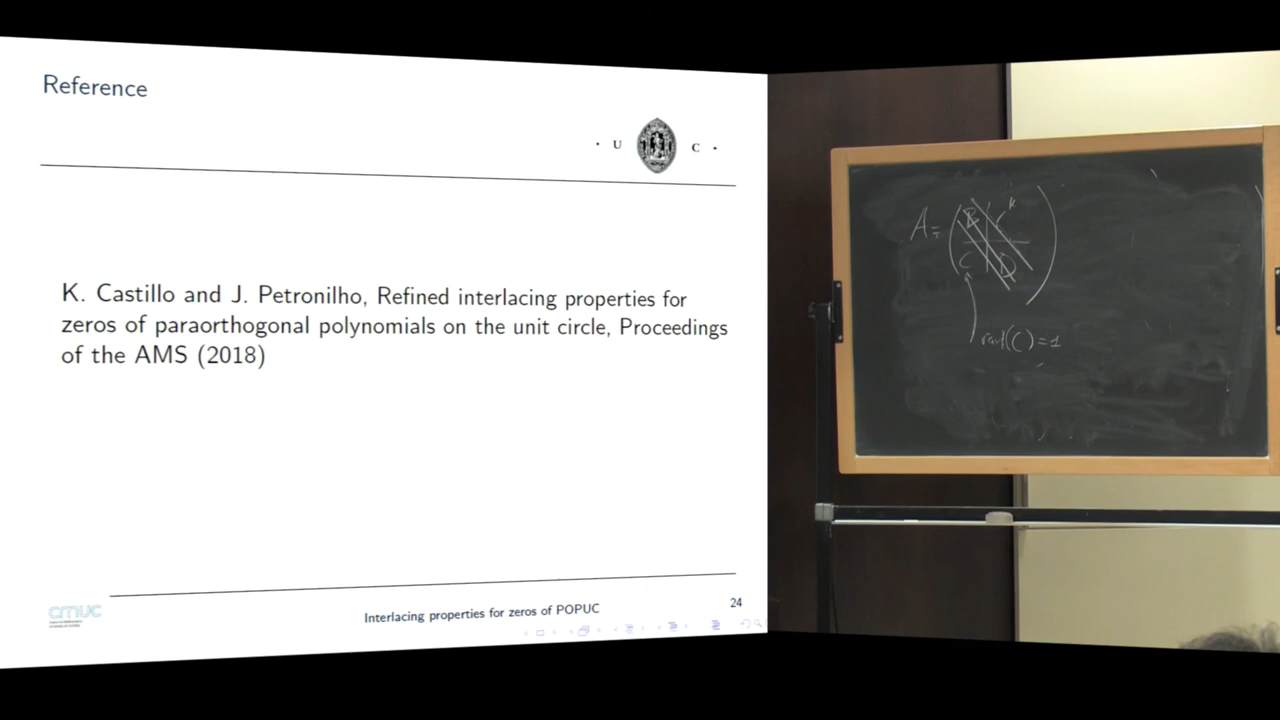 Reference
· U C ·
K. Castillo and J. Petronilho, Refined interlacing properties for
zeros of paraorthogonal polynomials on the unit circle, Proceedings
of the AMS (2018)
cmuc
Interlacing properties for zeros of POPUC
24
A =
B
K
C
D
(C) = 1